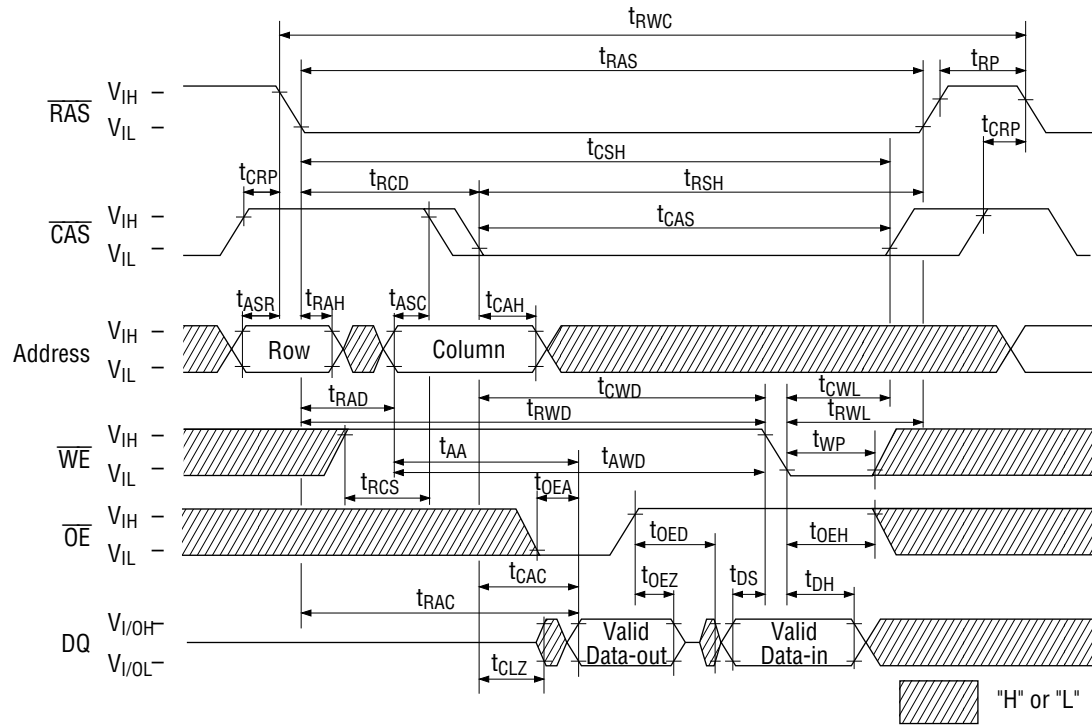 tRWC
tRAS
tRP
RAS
VIH –
VIL –
tCRP
tCSH
tCRP
tRCD
tRSH
CAS
VIH –
VIL –
tCAS
tASR
tRAH
tASC
tCAH
Address
VIH –
VIL –
Row
Column
tRAD
tCWD
tCWL
tRWD
tRWL
WE
VIH –
VIL –
tAA
tAWD
tWP
tRCS
tOEA
OE
VIH –
VIL –
tOED
tOEH
tCAC
tOEZ
tDS
tDH
tRAC
DQ
VI/OH –
VI/OL –
Valid
Data-out
Valid
Data-in
tCLZ
"H" or "L"